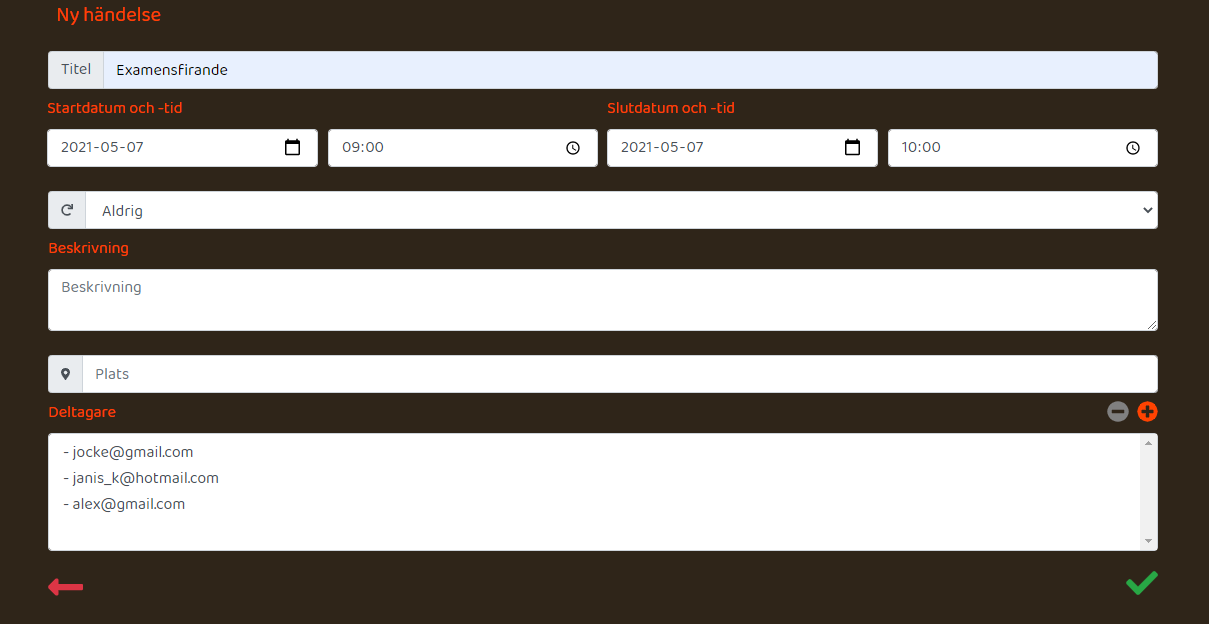 Ny händelse
Titel Examensfirande
Startdatum och -tid Slutdatum och -tid
2021-05-07 09:00 2021-05-07 10:00
Aldrig
Beskrivning
Beskrivning
Plats
Deltagare
- jocke@gmail.com
- janis_k@hotmail.com
- alex@gmail.com